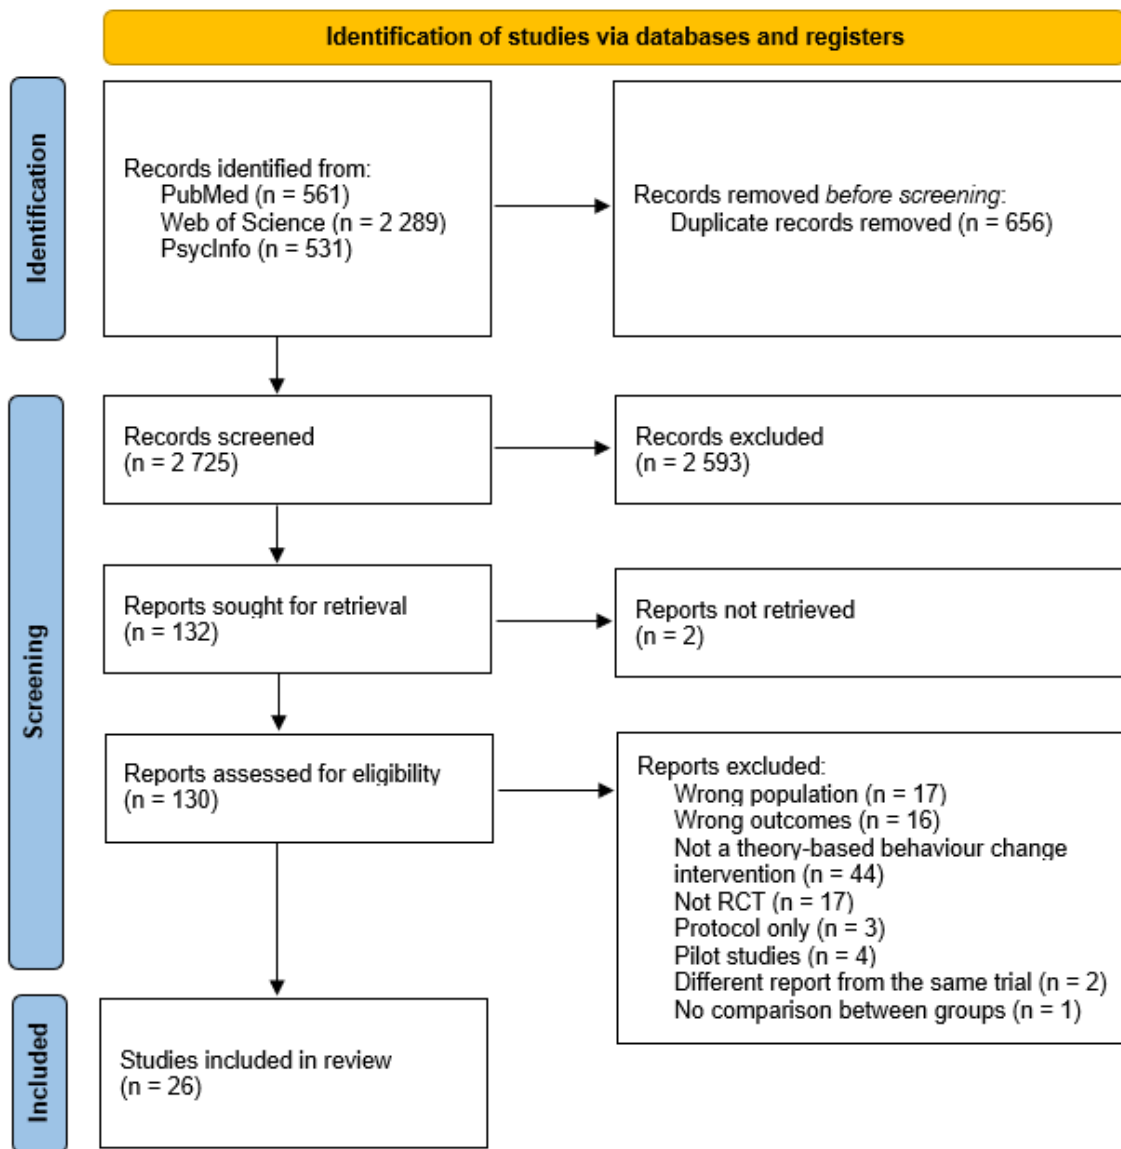 Identification of studies via databases and registers
Identification
Records identified from:
PubMed (n = 561)
Web of Science (n = 2 289)
PsycInfo (n = 531)
Records removed before screening:
Duplicate records removed (n = 656)
Screening
Records screened
(n = 2 725)
Records excluded
(n = 2 593)
Reports sought for retrieval
(n = 132)
Reports not retrieved
(n = 2)
Reports assessed for eligibility
(n = 130)
Reports excluded:
Wrong population (n = 17)
Wrong outcomes (n = 16)
Not a theory-based behaviour change
intervention (n = 44)
Not RCT (n = 17)
Protocol only (n = 3)
Pilot studies (n = 4)
Different report from the same trial (n = 2)
No comparison between groups (n = 1)
Included
Studies included in review
(n = 26)